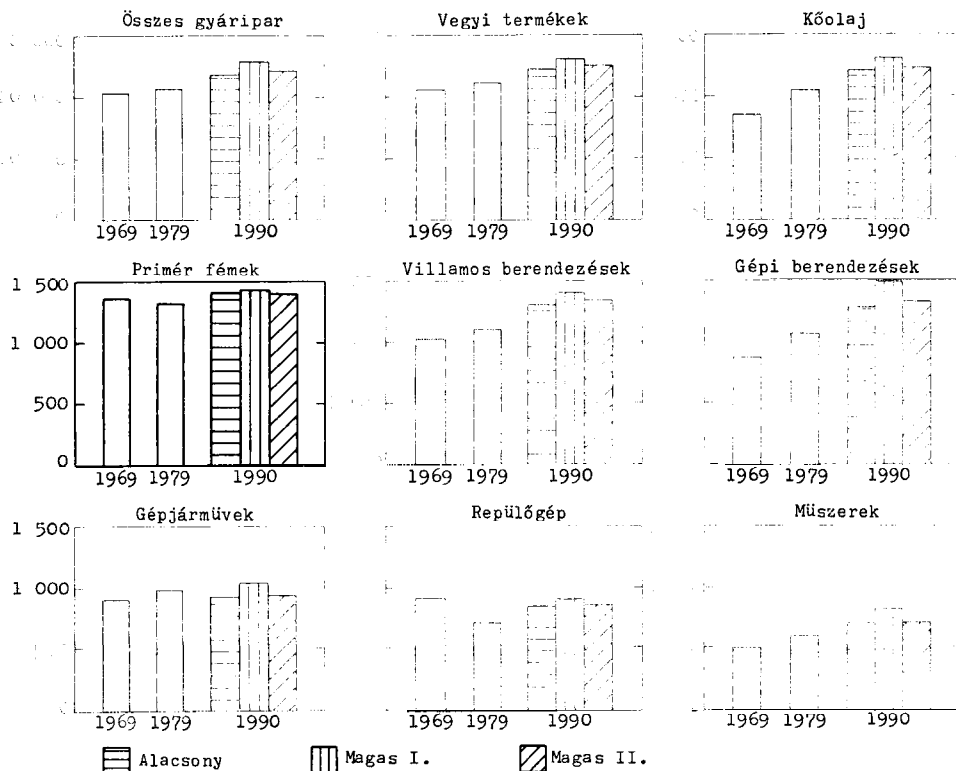 Összes gyáripar
Vegyi termékek
Kőolaj
1969 1979 1990
1969 1979 1990
1969 1979 1990
Primér fémek
Villamos berendezések
Gépi berendezések
1 500
1 000
500
0
1969 1979 1990
1969 1979 1990
1969 1979 1990
Gépjármüvek
Repülőgép
Müszerek
1 500
1 000
1969 1979 1990
1969 1979 1990
1969 1979 1990
Alacsony
Magas I.
Magas II.